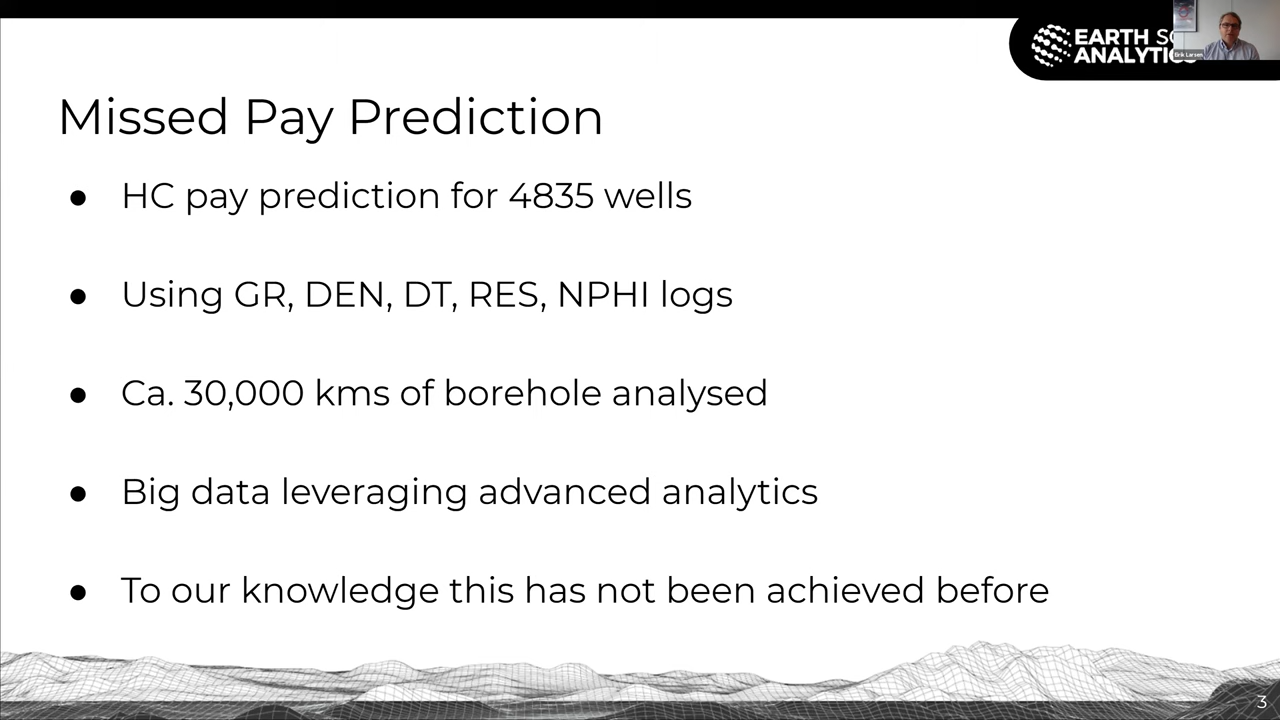 EARTH
ANALYTIC
Eirik Larsen
Missed Pay Prediction
● HC pay prediction for 4835 wells
● Using GR, DEN, DT, RES, NPHI logs
● Ca. 30,000 kms of borehole analysed
● Big data leveraging advanced analytics
● To our knowledge this has not been achieved before
3